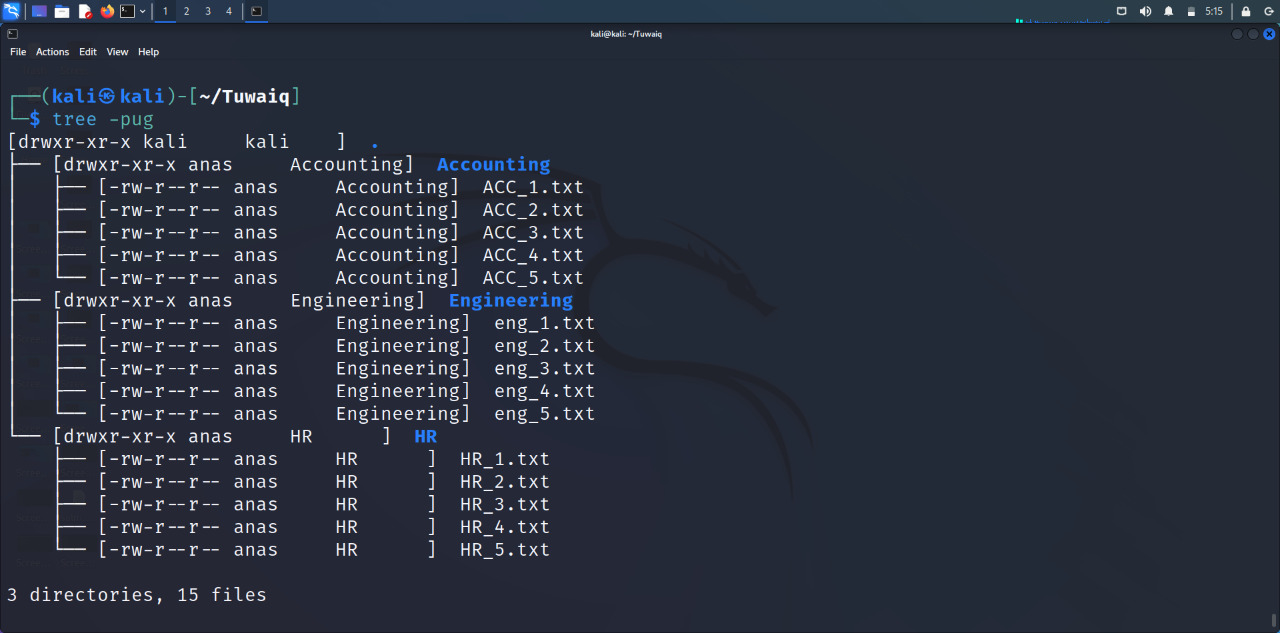 1 2 3 4 5:15
kali@kali: ~/Tuwaiq
File Actions Edit View Help
┌──(kali㉿kali)-[~/Tuwaiq]
└─$ tree -pug
[drwxr-xr-x kali     kali    ]  .
├── [drwxr-xr-x anas     Accounting]  Accounting
│   ├── [-rw-r--r-- anas     Accounting]  ACC_1.txt
│   ├── [-rw-r--r-- anas     Accounting]  ACC_2.txt
│   ├── [-rw-r--r-- anas     Accounting]  ACC_3.txt
│   ├── [-rw-r--r-- anas     Accounting]  ACC_4.txt
│   └── [-rw-r--r-- anas     Accounting]  ACC_5.txt
├── [drwxr-xr-x anas     Engineering]  Engineering
│   ├── [-rw-r--r-- anas     Engineering]  eng_1.txt
│   ├── [-rw-r--r-- anas     Engineering]  eng_2.txt
│   ├── [-rw-r--r-- anas     Engineering]  eng_3.txt
│   ├── [-rw-r--r-- anas     Engineering]  eng_4.txt
│   └── [-rw-r--r-- anas     Engineering]  eng_5.txt
└── [drwxr-xr-x anas     HR      ]  HR
    ├── [-rw-r--r-- anas     HR      ]  HR_1.txt
    ├── [-rw-r--r-- anas     HR      ]  HR_2.txt
    ├── [-rw-r--r-- anas     HR      ]  HR_3.txt
    ├── [-rw-r--r-- anas     HR      ]  HR_4.txt
    └── [-rw-r--r-- anas     HR      ]  HR_5.txt
3 directories, 15 files